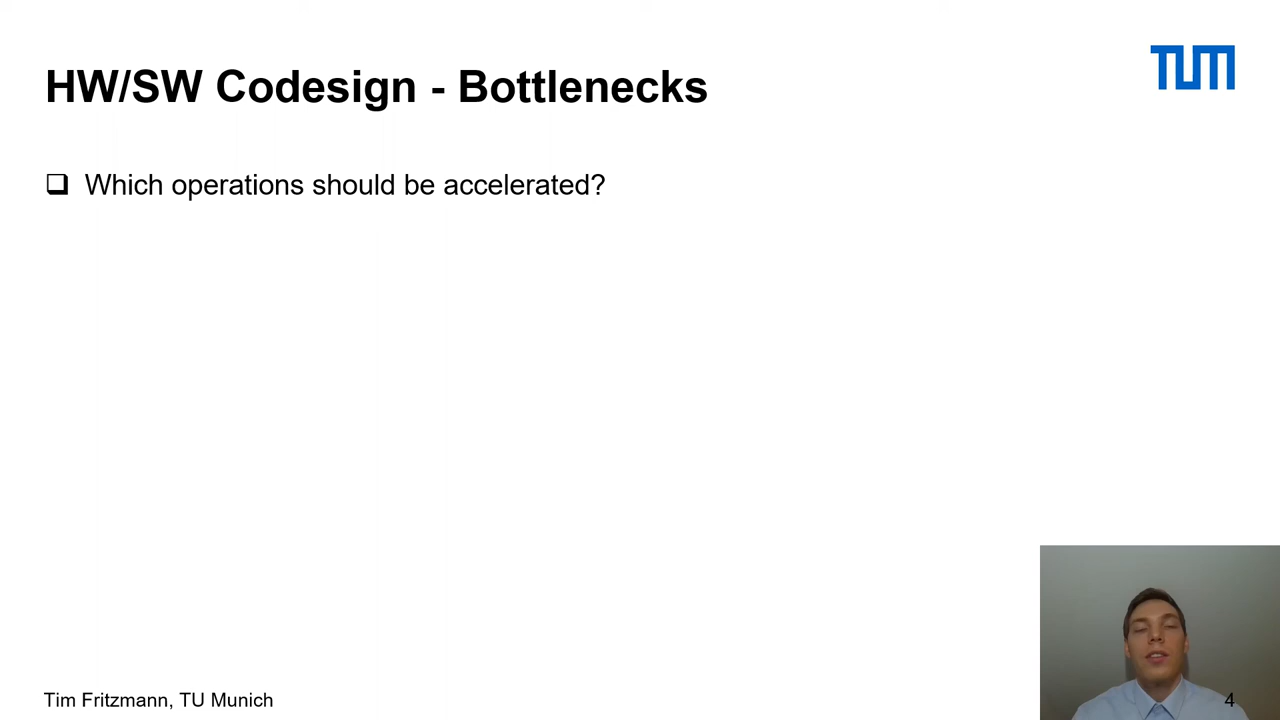 HW/SW Codesign - Bottlenecks
TUM
Which operations should be accelerated?
Tim Fritzmann, TU Munich
4